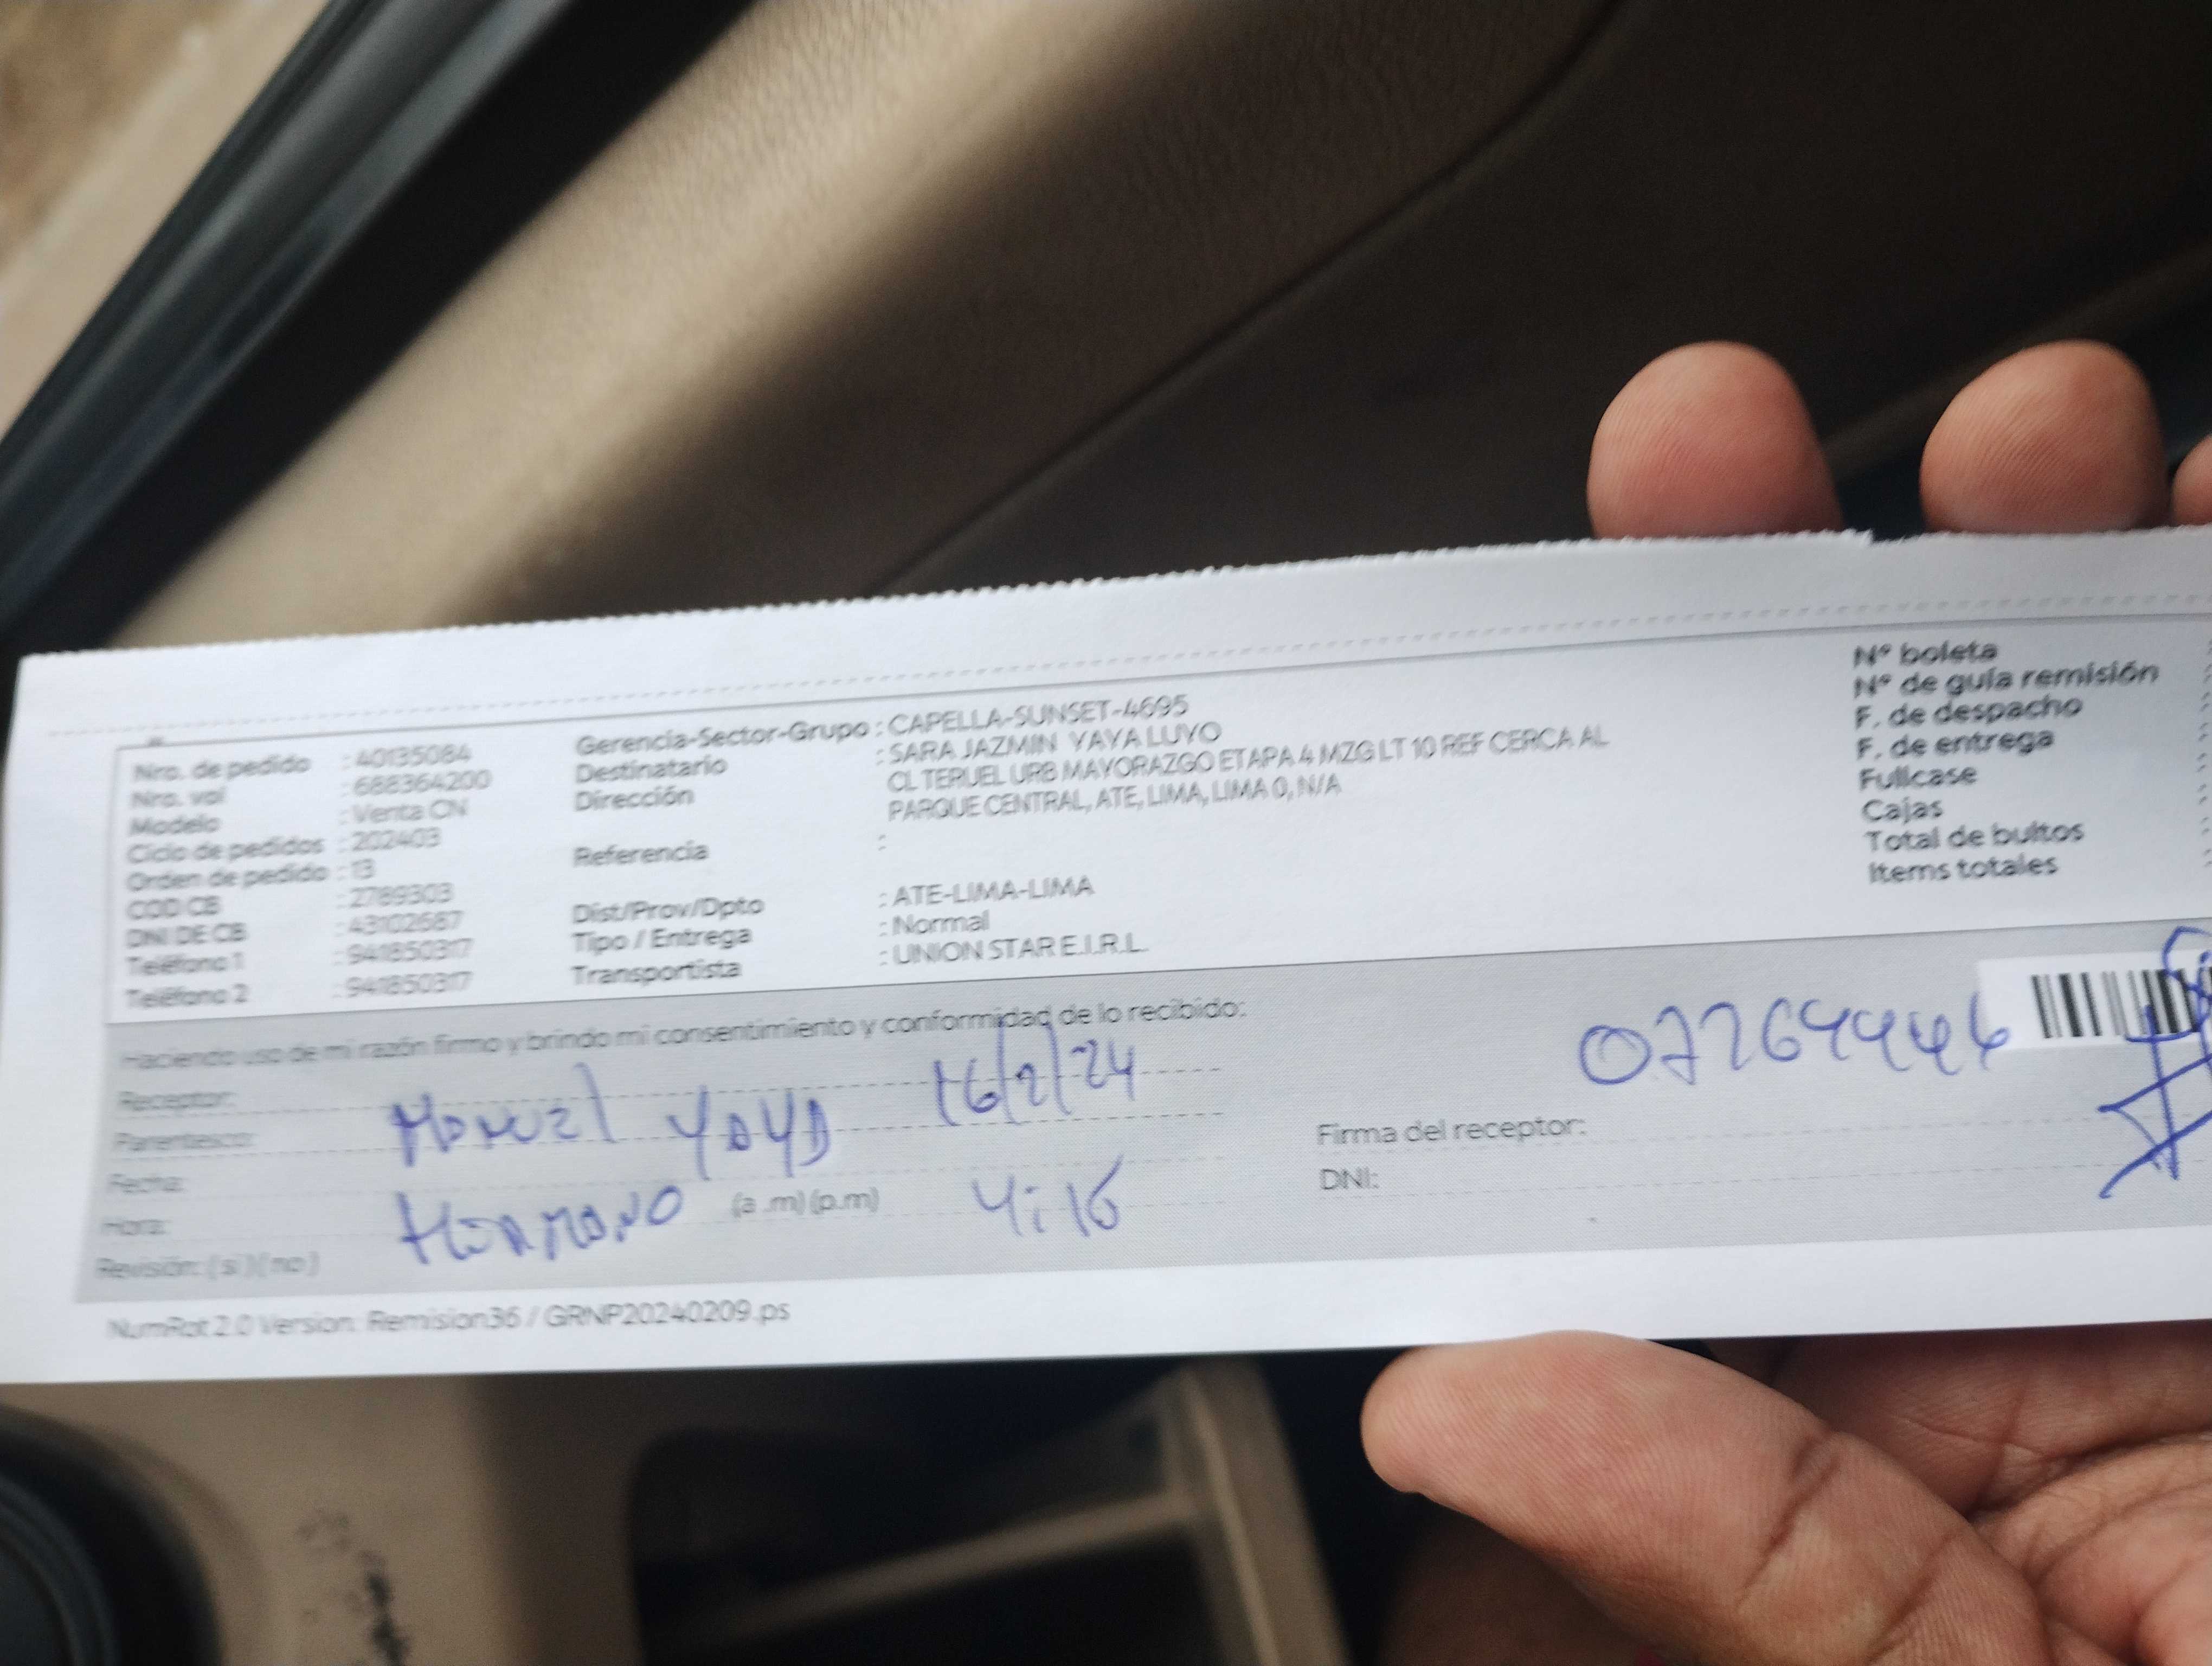 Nro. de pedido : 40135084
Nro. vol : 688364200
Modelo : Venta CN
Ciclo de pedidos : 202403
Orden de pedido : 13
COD CB : 2789303
DNI DE CB : 43102687
Teléfono 1 : 941850317
Teléfono 2 : 941850317
Gerencia-Sector-Grupo : CAPELLA-SUNSET-4695
Destinatario : SARA JAZMIN YAYA LUYO
Dirección CL TERUEL URB MAYORAZGO ETAPA 4 MZG LT 10 REF CERCA AL
PARQUE CENTRAL, ATE, LIMA, LIMA 0, N/A
Referencia :
Dist/Prov/Dpto : ATE-LIMA-LIMA
Tipo / Entrega : Normal
Transportista : UNION STAR E.I.R.L.
Nº boleta
Nº de guía remisión
F. de despacho
F. de entrega
Fullcase
Cajas
Total de bultos
Items totales
Haciendo uso de mi razón firmo y brindo mi consentimiento y conformidad de lo recibido:
Receptor:
Parentesco: Manuel Yaya 16/2/24
Fecha:
Hora: Hermano (a .m) (p.m) 4:16
Revisión: ( si ) ( no )
07264446
Firma del receptor:
DNI:
NumRot 2.0 Version: Remision36 / GRNP20240209.ps